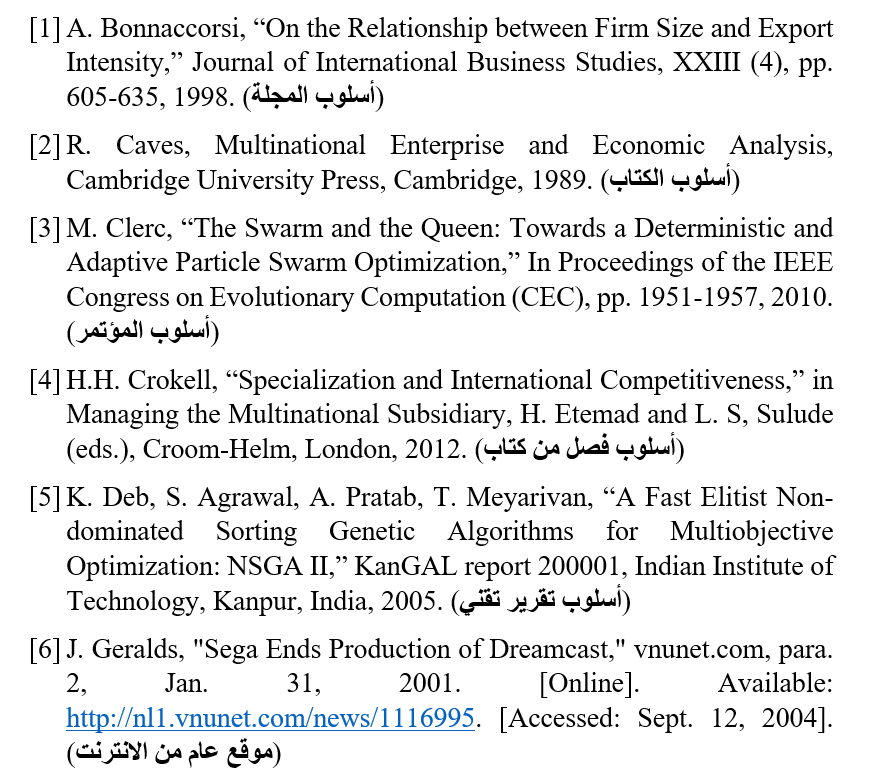 [1] A. Bonnaccorsi, “On the Relationship between Firm Size and Export
Intensity,” Journal of International Business Studies, XXIII (4), pp.
605-635, 1998. (أسلوب المجلة)
[2] R. Caves, Multinational Enterprise and Economic Analysis,
Cambridge University Press, Cambridge, 1989. (أسلوب الكتاب)
[3] M. Clerc, “The Swarm and the Queen: Towards a Deterministic and
Adaptive Particle Swarm Optimization,” In Proceedings of the IEEE
Congress on Evolutionary Computation (CEC), pp. 1951-1957, 2010.
(أسلوب المؤتمر)
[4] H.H. Crokell, “Specialization and International Competitiveness,” in
Managing the Multinational Subsidiary, H. Etemad and L. S, Sulude
(eds.), Croom-Helm, London, 2012. (أسلوب فصل من كتاب)
[5] K. Deb, S. Agrawal, A. Pratab, T. Meyarivan, “A Fast Elitist Non-
dominated Sorting Genetic Algorithms for Multiobjective
Optimization: NSGA II,” KanGAL report 200001, Indian Institute of
Technology, Kanpur, India, 2005. (أسلوب تقرير تقني)
[6] J. Geralds, "Sega Ends Production of Dreamcast," vnunet.com, para.
2, Jan. 31, 2001. [Online]. Available:
http://nl1.vnunet.com/news/1116995. [Accessed: Sept. 12, 2004].
(موقع عام من الانترنت)